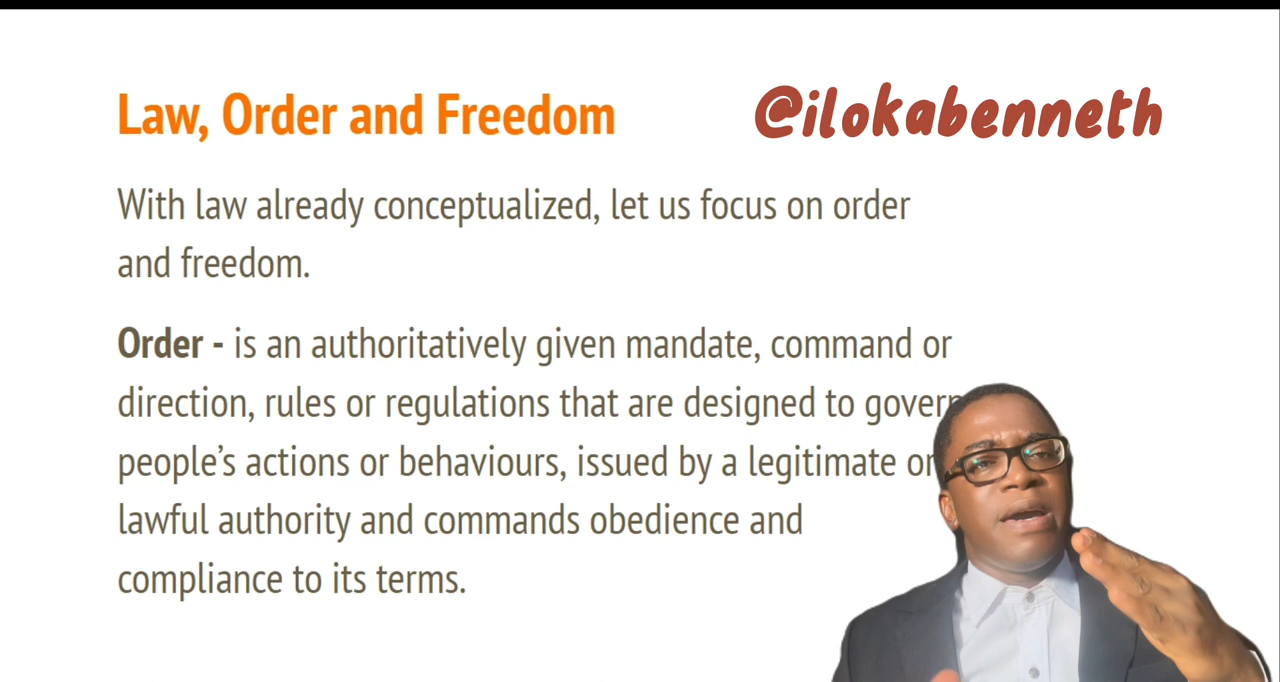 Law, Order and Freedom
@ilokabenneth
With law already conceptualized, let us focus on order
and freedom.
Order - is an authoritatively given mandate, command or
direction, rules or regulations that are designed to govern
people’s actions or behaviours, issued by a legitimate or
lawful authority and commands obedience and
compliance to its terms.